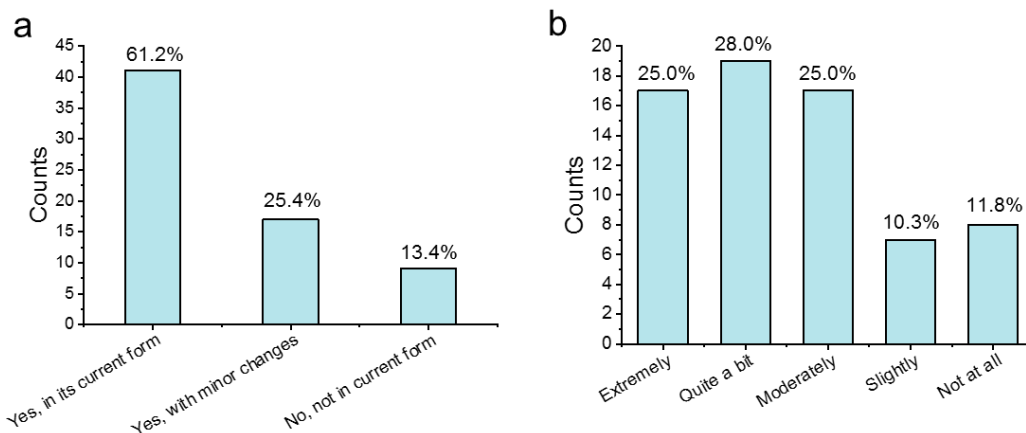 a
Counts
45
40
35
30
25
20
15
10
5
0
61.2%
25.4%
13.4%
Yes, in its current form
Yes, with minor changes
No, not in current form
b
Counts
20
18
16
14
12
10
8
6
4
2
0
25.0%
28.0%
25.0%
10.3%
11.8%
Extremely
Quite a bit
Moderately
Slightly
Not at all